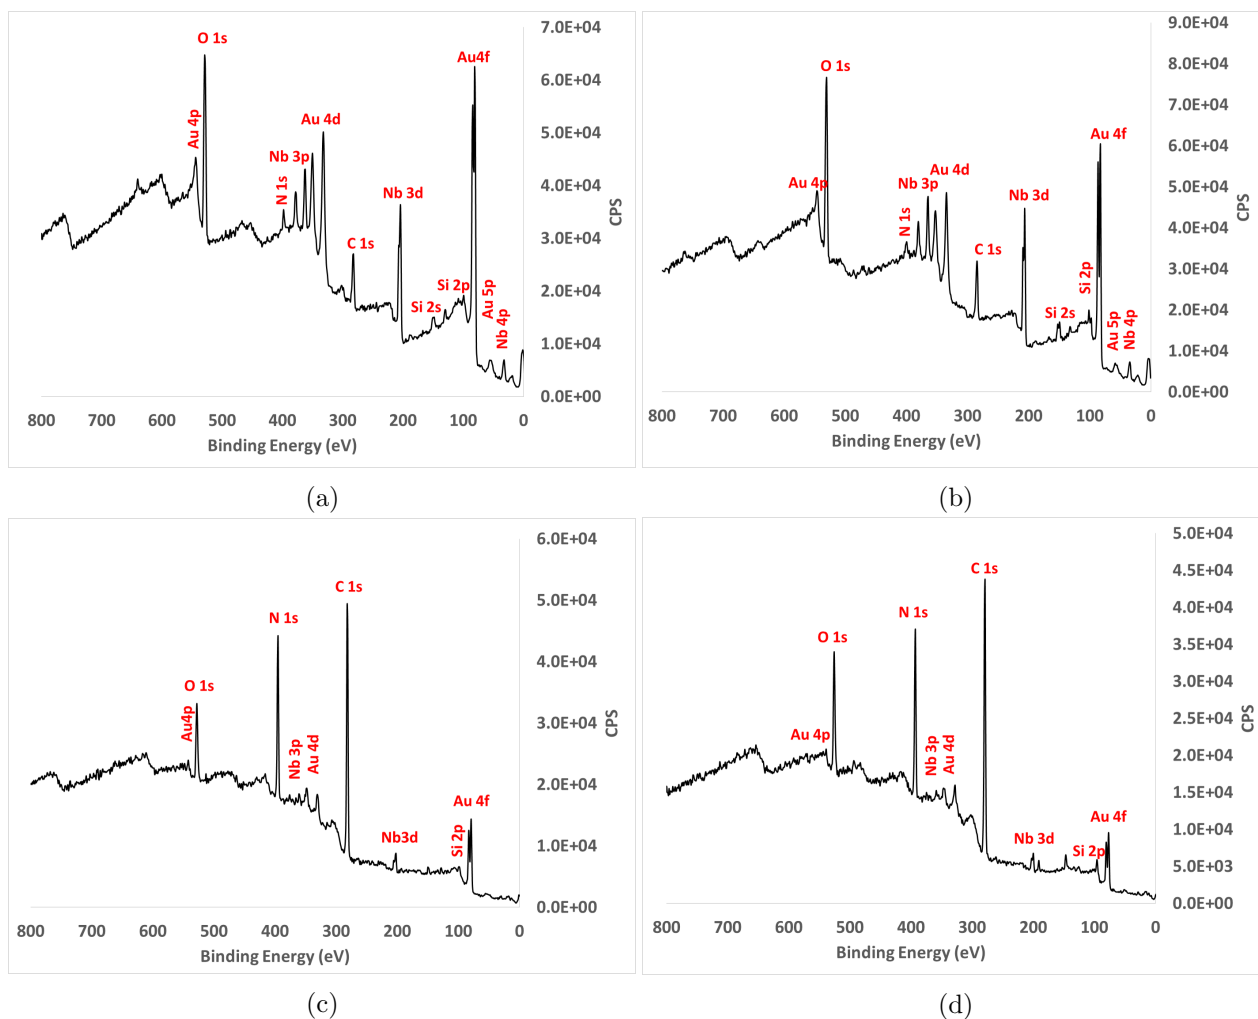 7.0E+04
6.0E+04
5.0E+04
4.0E+04
3.0E+04
2.0E+04
1.0E+04
0.0E+00
CPS
O 1s
Au 4p
N 1s
Nb 3p
Au 4d
C 1s
Nb 3d
Si 2s
Si 2p
Au4f
Au 5p
Nb 4p
800 700 600 500 400 300 200 100 0
Binding Energy (eV)
(a)
9.0E+04
8.0E+04
7.0E+04
6.0E+04
5.0E+04
4.0E+04
3.0E+04
2.0E+04
1.0E+04
0.0E+00
CPS
O 1s
Au 4p
N 1s
Nb 3p
Au 4d
C 1s
Nb 3d
Si 2s
Si 2p
Au 4f
Au 5p
Nb 4p
800 700 600 500 400 300 200 100 0
Binding Energy (eV)
(b)
6.0E+04
5.0E+04
4.0E+04
3.0E+04
2.0E+04
1.0E+04
0.0E+00
CPS
Au4p
O 1s
N 1s
Nb 3p
Au 4d
C 1s
Nb3d
Si 2p
Au 4f
800 700 600 500 400 300 200 100 0
Binding Energy (eV)
(c)
5.0E+04
4.5E+04
4.0E+04
3.5E+04
3.0E+04
2.5E+04
2.0E+04
1.5E+04
1.0E+04
5.0E+03
0.0E+00
CPS
Au 4p
O 1s
N 1s
Nb 3p
Au 4d
C 1s
Nb 3d
Si 2p
Au 4f
800 700 600 500 400 300 200 100 0
Binding Energy (eV)
(d)